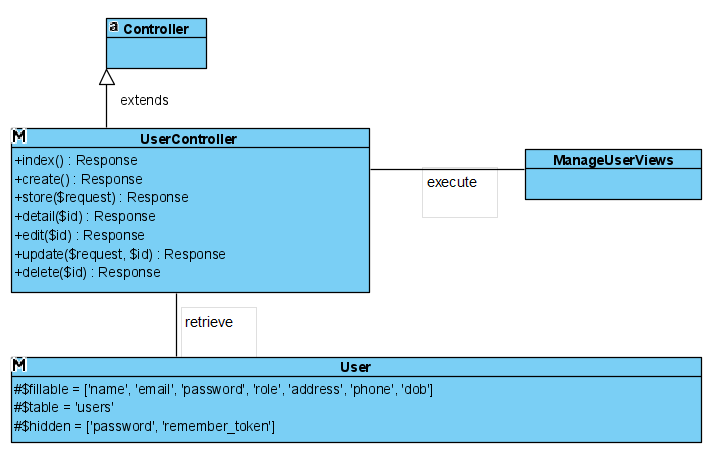 a Controller
extends
M
UserController
+index() : Response
+create() : Response
+store($request) : Response
+detail($id) : Response
+edit($id) : Response
+update($request, $id) : Response
+delete($id) : Response
execute
ManageUserViews
retrieve
M
User
#$fillable = ['name', 'email', 'password', 'role', 'address', 'phone', 'dob']
#$table = 'users'
#$hidden = ['password', 'remember_token']